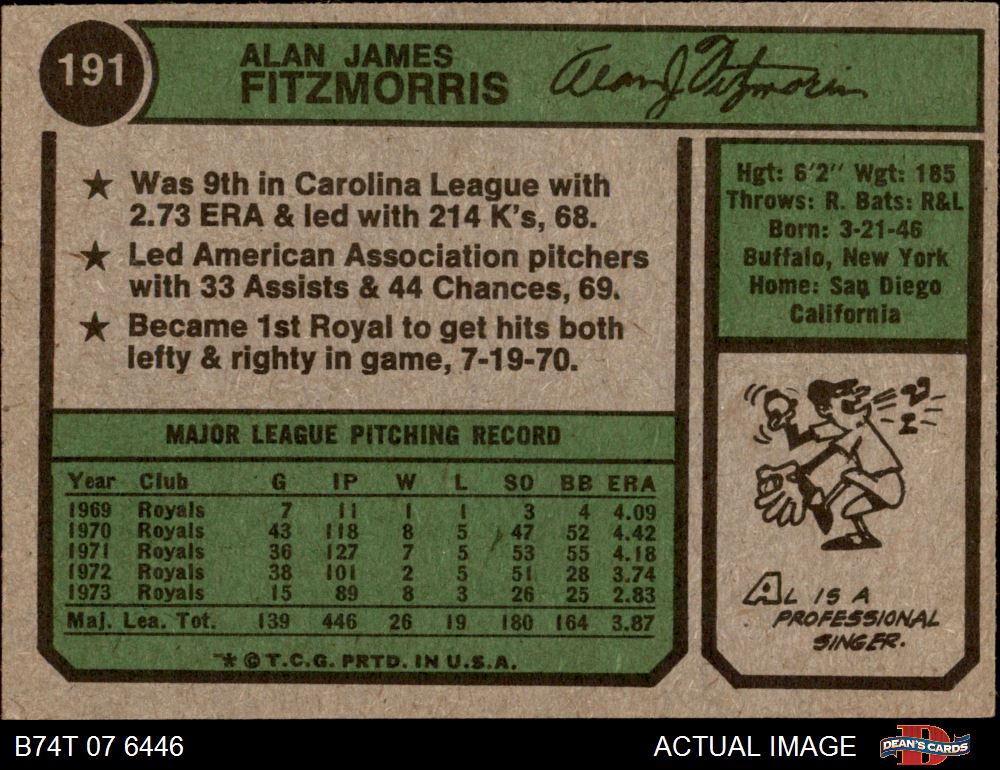 191
ALAN JAMES
FITZMORRIS
Alan J Fitzmorris
★ Was 9th in Carolina League with
2.73 ERA & led with 214 K's, 68.
★ Led American Association pitchers
with 33 Assists & 44 Chances, 69.
★ Became 1st Royal to get hits both
lefty & righty in game, 7-19-70.
MAJOR LEAGUE PITCHING RECORD
Year Club G IP W L SO BB ERA
1969 Royals 7 11 1 1 3 4 4.09
1970 Royals 43 118 8 5 47 52 4.42
1971 Royals 36 127 7 5 53 55 4.18
1972 Royals 38 101 2 5 51 28 3.74
1973 Royals 15 89 8 3 26 25 2.83
Maj. Lea. Tot. 139 446 26 19 180 164 3.87
★ © T.C.G. PRTD. IN U.S.A.
Hgt: 6'2" Wgt: 185
Throws: R. Bats: R&L
Born: 3-21-46
Buffalo, New York
Home: San Diego
California
AL IS A
PROFESSIONAL
SINGER.
B74T 07 6446
ACTUAL IMAGE
DEAN'S CARDS